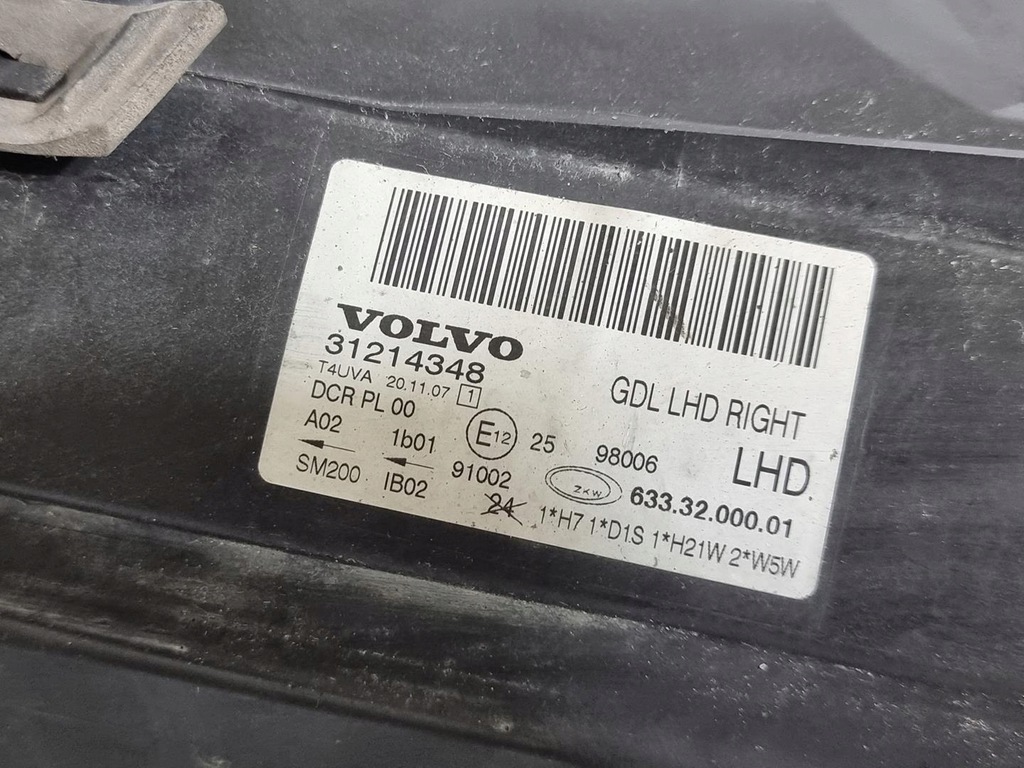 VOLVO
31214348
T4UVA 20.11.07 1
GDL LHD RIGHT
DCR PL 00
LHD
A02 1b01 E12 25 98006
SM200 IB02 91002 ZKW 633.32.000.01
24 1*H7 1*D1S 1*H21W 2*W5W